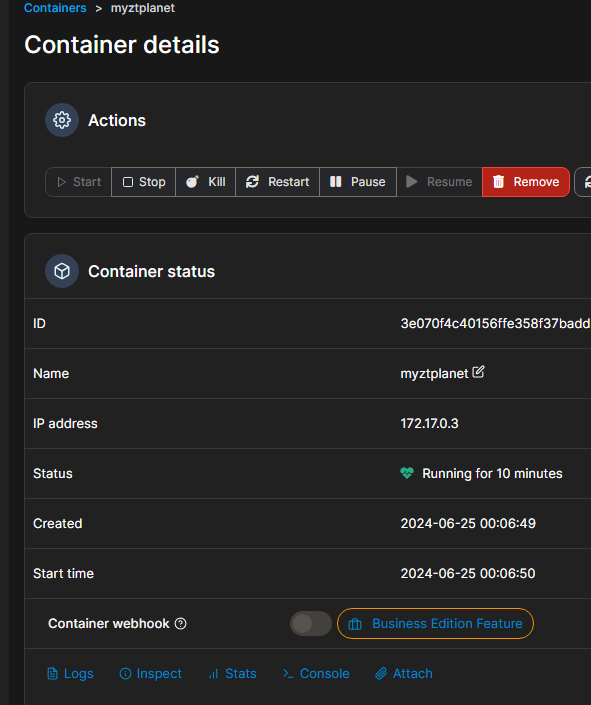 Containers > myztplanet
Container details
Actions
Start Stop Kill Restart Pause Resume Remove
Container status
ID 3e070f4c40156ffe358f37badd
Name myztplanet
IP address 172.17.0.3
Status Running for 10 minutes
Created 2024-06-25 00:06:49
Start time 2024-06-25 00:06:50
Container webhook Business Edition Feature
Logs Inspect Stats >_ Console Attach